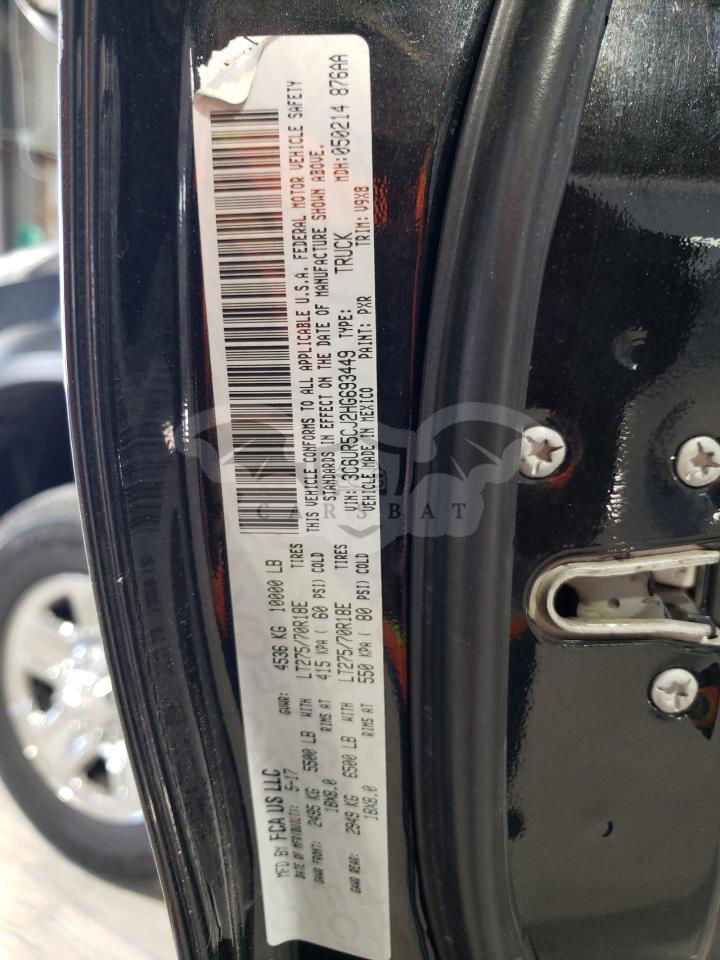 MFD BY FCA US LLC
DATE OF MFR(BUILT): 5-17
GVWR: 4536 KG 10000 LB
GAWR FRONT: 2495 KG 5500 LB WITH LT275/70R18E TIRES
18X8.0 RIMS AT 415 KPA ( 60 PSI) COLD
GAWR REAR: 2949 KG 6500 LB WITH LT275/70R18E TIRES
18X8.0 RIMS AT 550 KPA ( 80 PSI) COLD
THIS VEHICLE CONFORMS TO ALL APPLICABLE U.S.A. FEDERAL MOTOR VEHICLE SAFETY
STANDARDS IN EFFECT ON THE DATE OF MANUFACTURE SHOWN ABOVE.
VIN: 3C6UR5CJ2HG693449 TYPE: TRUCK MDH:050214 876AA
VEHICLE MADE IN MEXICO PAINT: PXR TRIM: V9X8
CARSBAT